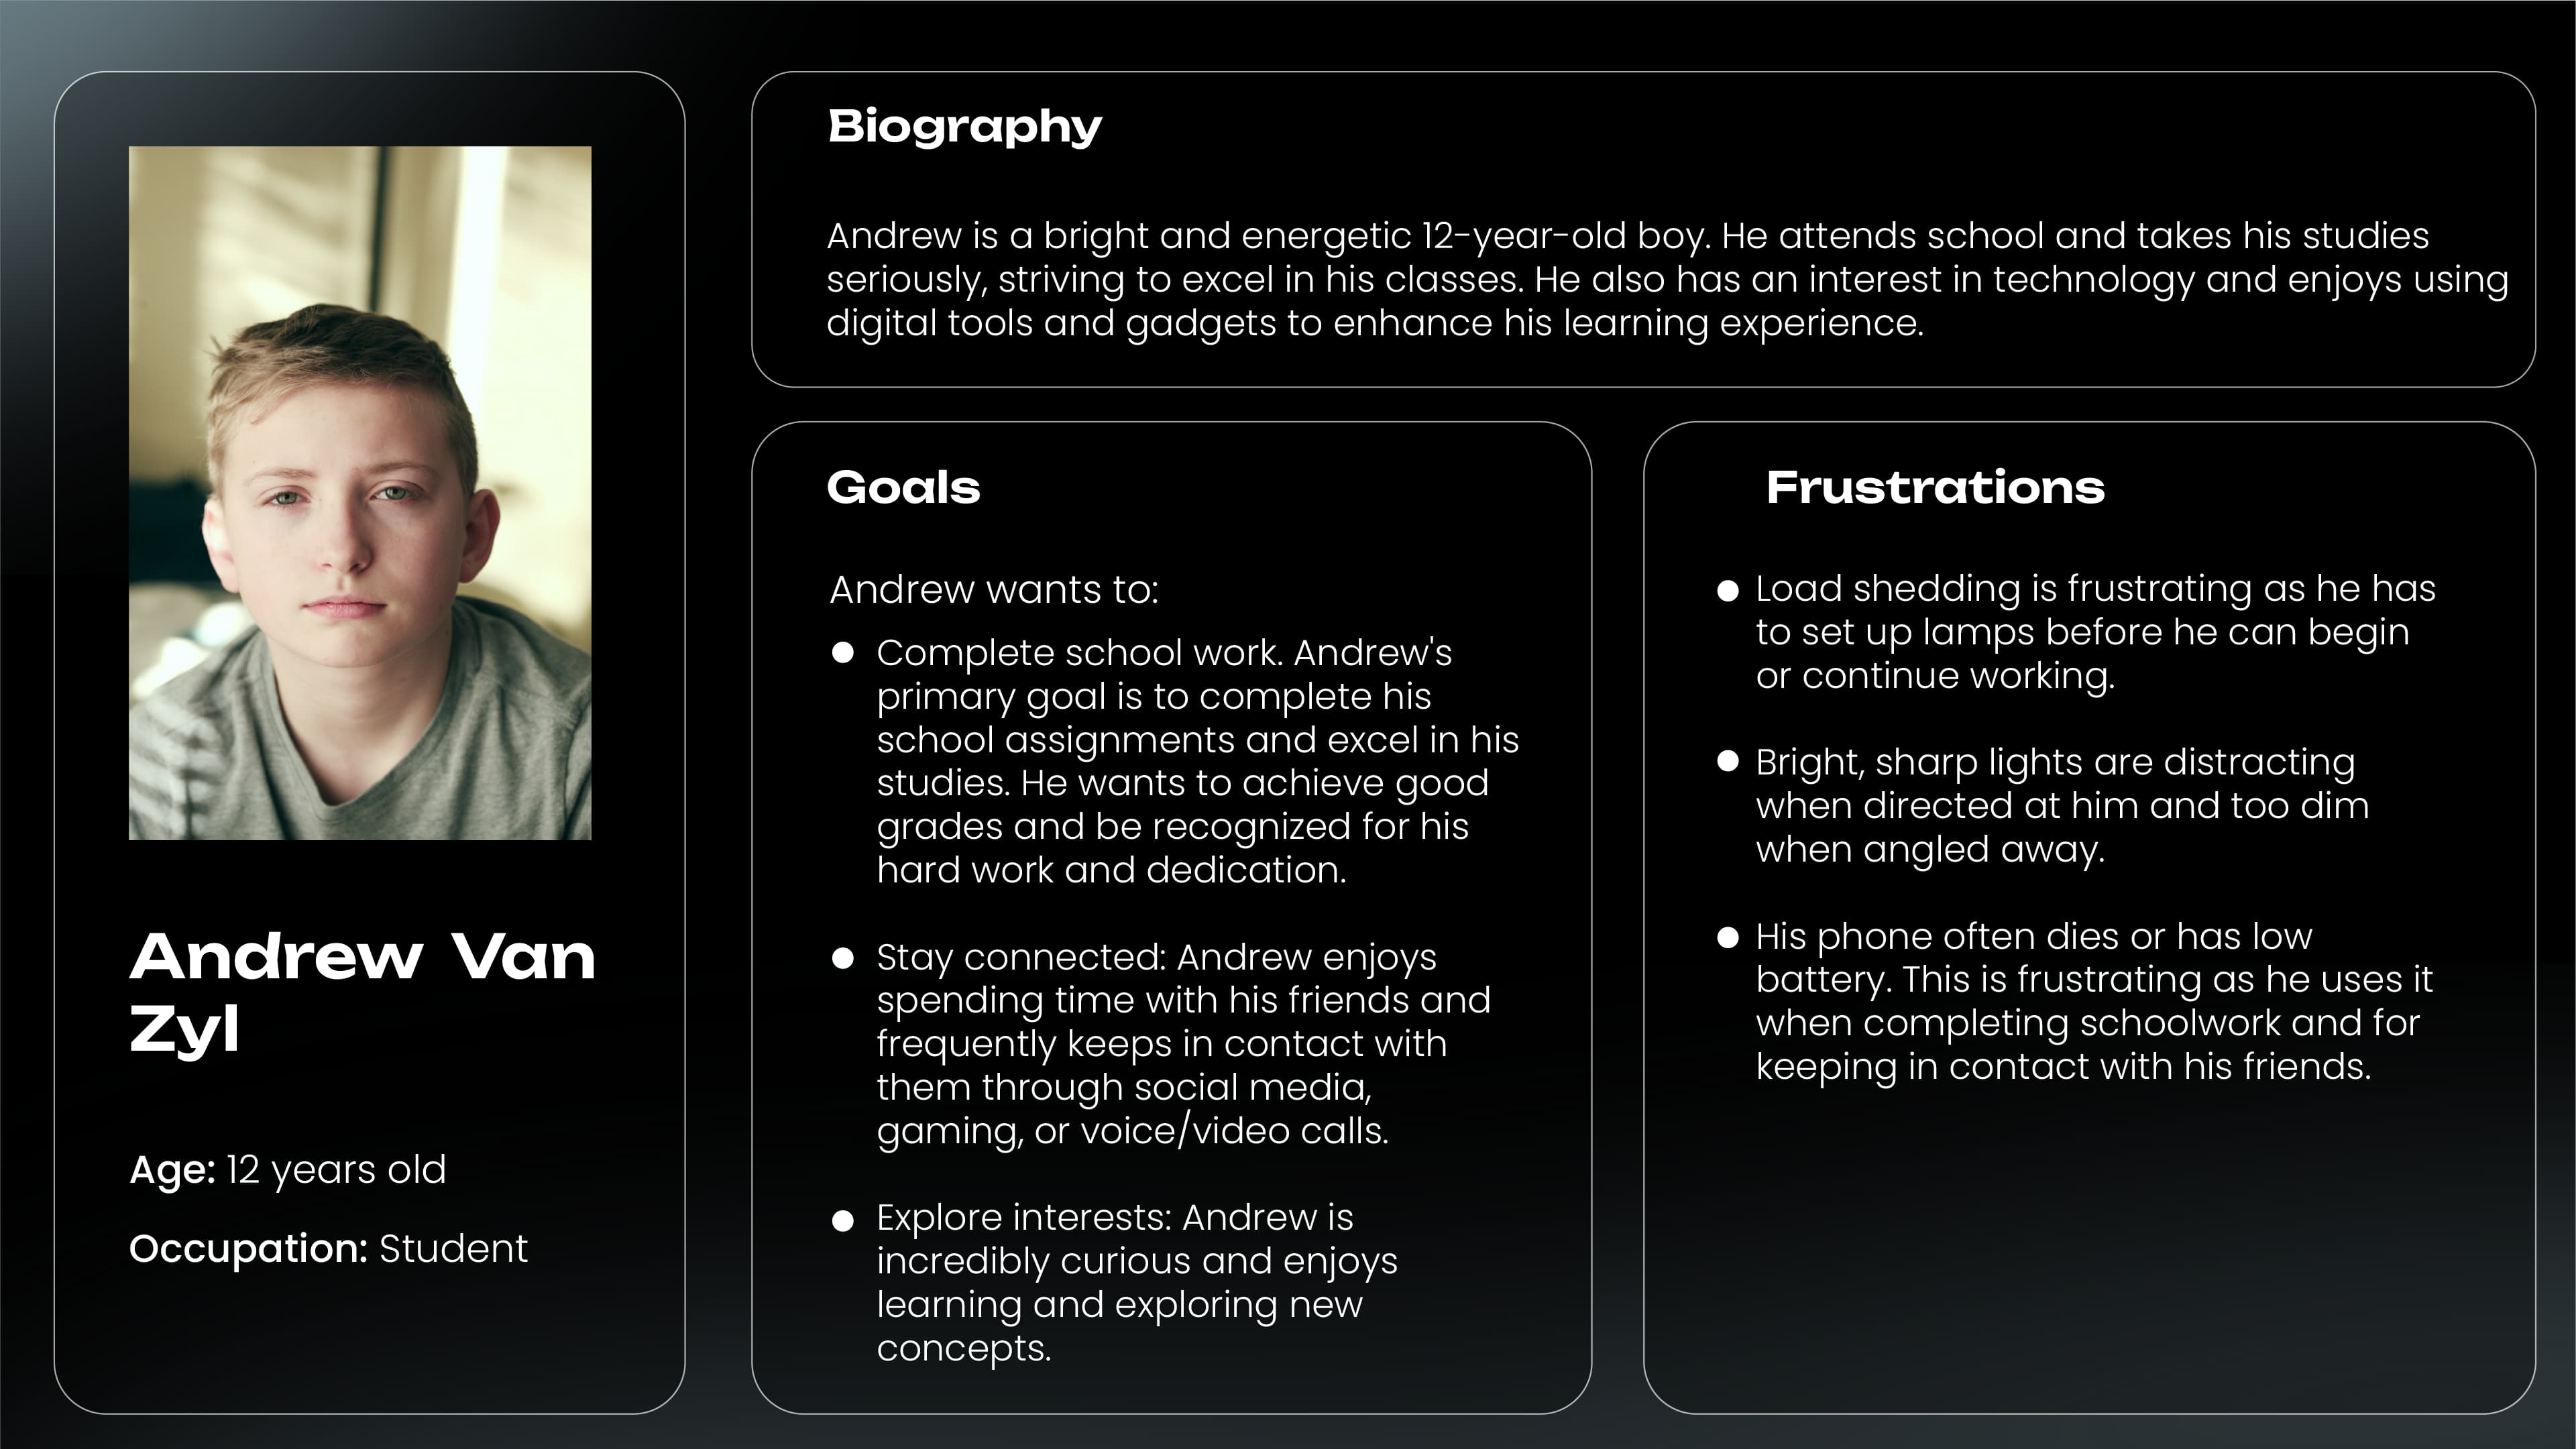 Andrew Van
Zyl
Age: 12 years old
Occupation: Student
Biography
Andrew is a bright and energetic 12-year-old boy. He attends school and takes his studies
seriously, striving to excel in his classes. He also has an interest in technology and enjoys using
digital tools and gadgets to enhance his learning experience.
Goals
Andrew wants to:
● Complete school work. Andrew's
primary goal is to complete his
school assignments and excel in his
studies. He wants to achieve good
grades and be recognized for his
hard work and dedication.
● Stay connected: Andrew enjoys
spending time with his friends and
frequently keeps in contact with
them through social media,
gaming, or voice/video calls.
● Explore interests: Andrew is
incredibly curious and enjoys
learning and exploring new
concepts.
Frustrations
● Load shedding is frustrating as he has
to set up lamps before he can begin
or continue working.
● Bright, sharp lights are distracting
when directed at him and too dim
when angled away.
● His phone often dies or has low
battery. This is frustrating as he uses it
when completing schoolwork and for
keeping in contact with his friends.